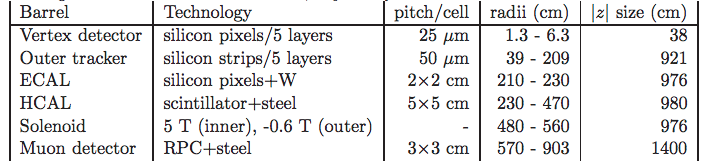 Barrel Technology pitch/cell radii (cm) |z| size (cm)
Vertex detector silicon pixels/5 layers 25 μm 1.3 - 6.3 38
Outer tracker silicon strips/5 layers 50 μm 39 - 209 921
ECAL silicon pixels+W 2×2 cm 210 - 230 976
HCAL scintillator+steel 5×5 cm 230 - 470 980
Solenoid 5 T (inner), -0.6 T (outer) - 480 - 560 976
Muon detector RPC+steel 3×3 cm 570 - 903 1400